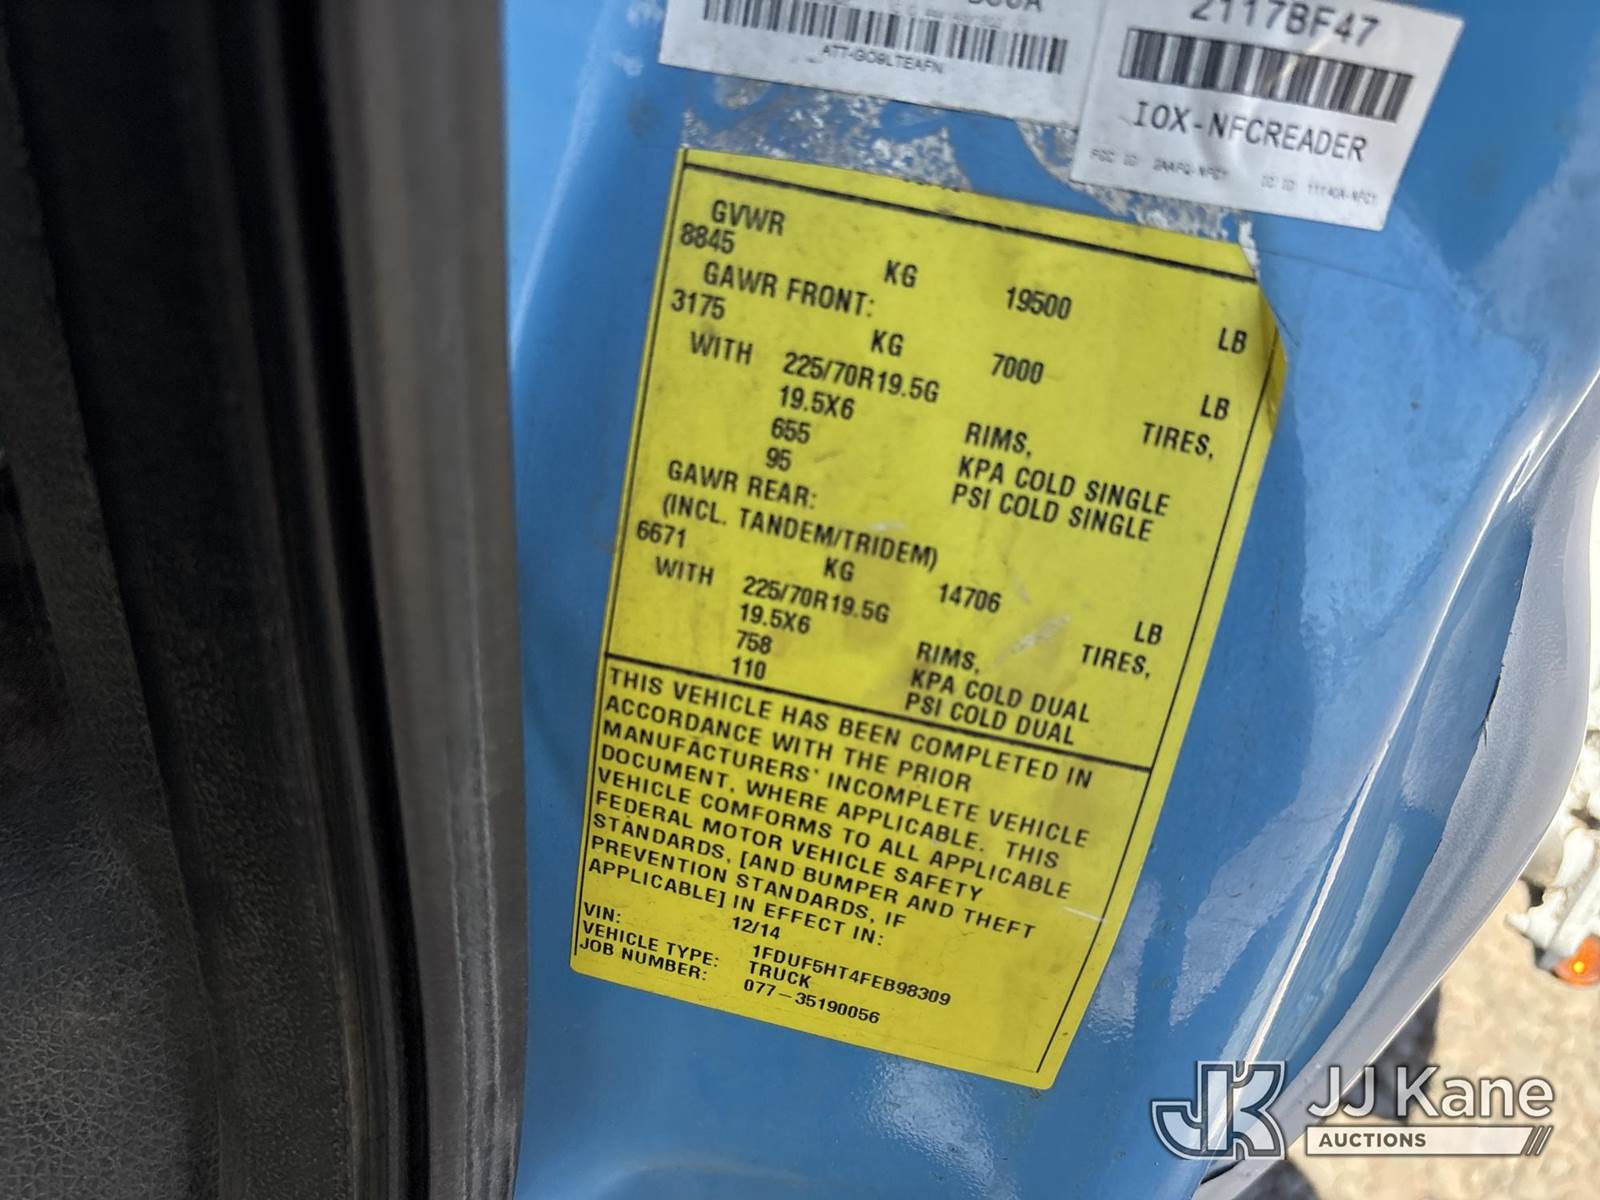 ATT-GO9LTEAFN
2117BF47
IOX-NFCREADER
GVWR
8845 KG 19500 LB
GAWR FRONT:
3175 KG 7000 LB
WITH 225/70R19.5G TIRES,
19.5X6 RIMS,
655 KPA COLD SINGLE
95 PSI COLD SINGLE
GAWR REAR:
(INCL. TANDEM/TRIDEM)
6671 KG 14706 LB
WITH 225/70R19.5G TIRES,
19.5X6 RIMS,
758 KPA COLD DUAL
110 PSI COLD DUAL
THIS VEHICLE HAS BEEN COMPLETED IN
ACCORDANCE WITH THE PRIOR
MANUFACTURERS' INCOMPLETE VEHICLE
DOCUMENT, WHERE APPLICABLE. THIS
VEHICLE COMFORMS TO ALL APPLICABLE
FEDERAL MOTOR VEHICLE SAFETY
STANDARDS, [AND BUMPER AND THEFT
PREVENTION STANDARDS, IF
APPLICABLE] IN EFFECT IN:
12/14
VIN: 1FDUF5HT4FEB98309
VEHICLE TYPE: TRUCK
JOB NUMBER: 077-35190056
JK JJ Kane
AUCTIONS